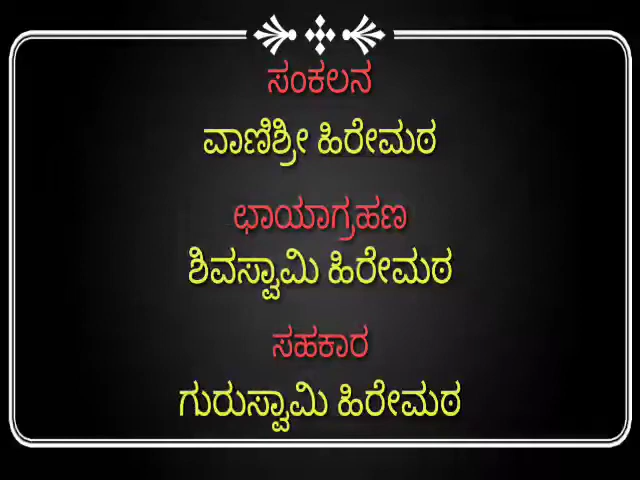 ಸಂಕಲನ
ವಾಣಿಶ್ರೀ ಹಿರೇಮಠ
ಛಾಯಾಗ್ರಹಣ
ಶಿವಸ್ವಾಮಿ ಹಿರೇಮಠ
ಸಹಕಾರ
ಗುರುಸ್ವಾಮಿ ಹಿರೇಮಠ